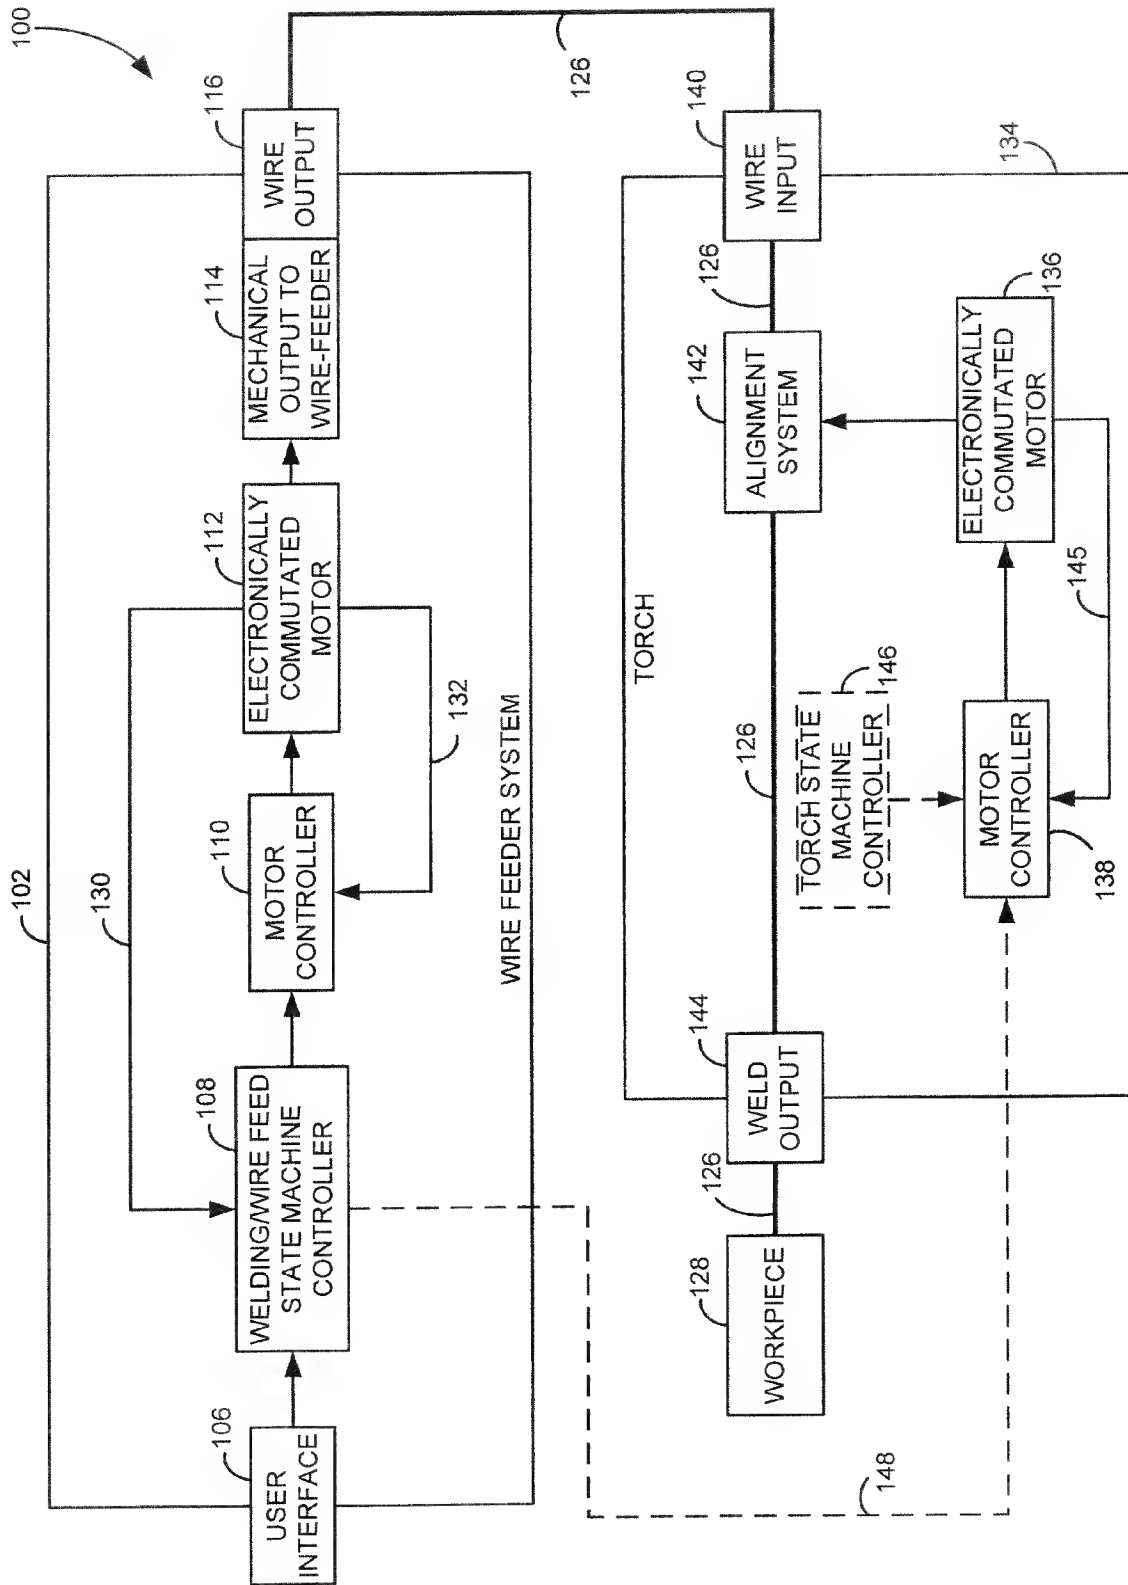 100
102
130
106
USER
INTERFACE
108
WELDING/WIRE FEED
STATE MACHINE
CONTROLLER
110
MOTOR
CONTROLLER
112
ELECTRONICALLY
COMMUTATED
MOTOR
132
114
MECHANICAL
OUTPUT TO
WIRE-FEEDER
116
WIRE
OUTPUT
WIRE FEEDER SYSTEM
126
TORCH
128
WORKPIECE
126
144
WELD
OUTPUT
126
142
ALIGNMENT
SYSTEM
126
140
WIRE
INPUT
134
TORCH STATE
MACHINE
CONTROLLER
146
MOTOR
CONTROLLER
138
145
ELECTRONICALLY
COMMUTATED
MOTOR
136
148